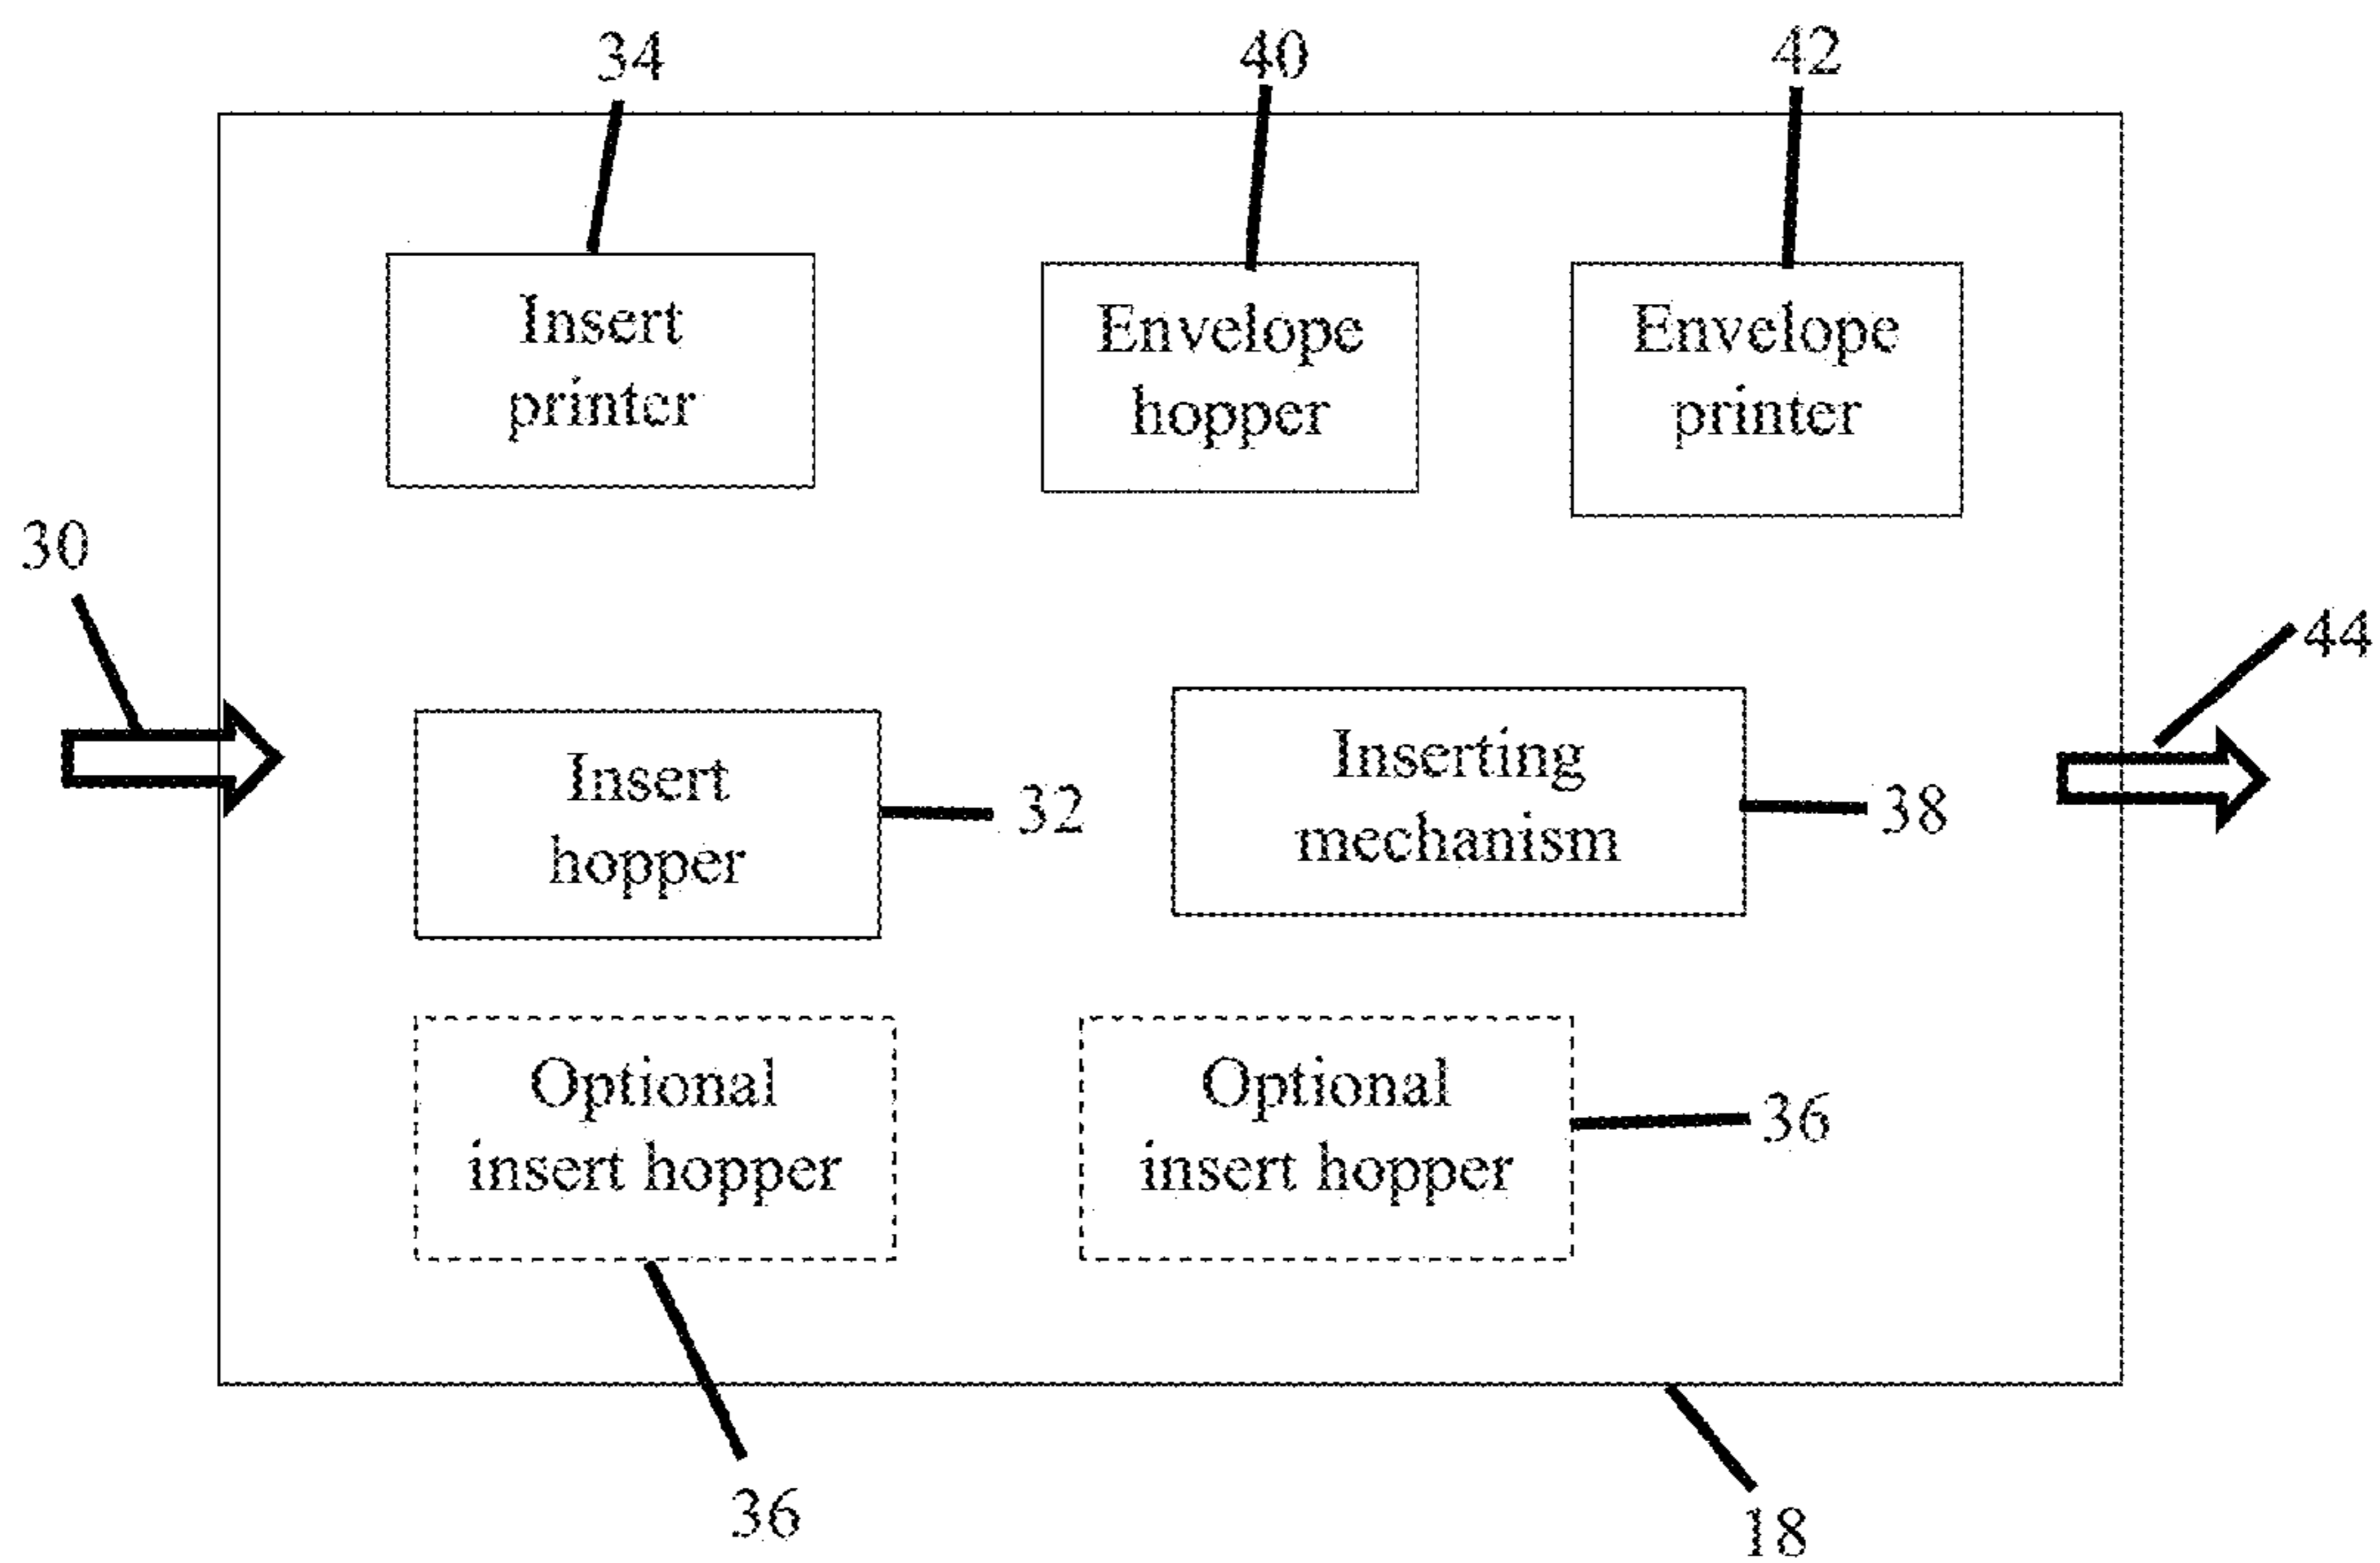 34
40
42
Insert
printer
Envelope
hopper
Envelope
printer
30
44
Insert
hopper
32
Inserting
mechanism
38
Optional
insert hopper
Optional
insert hopper
36
36
18